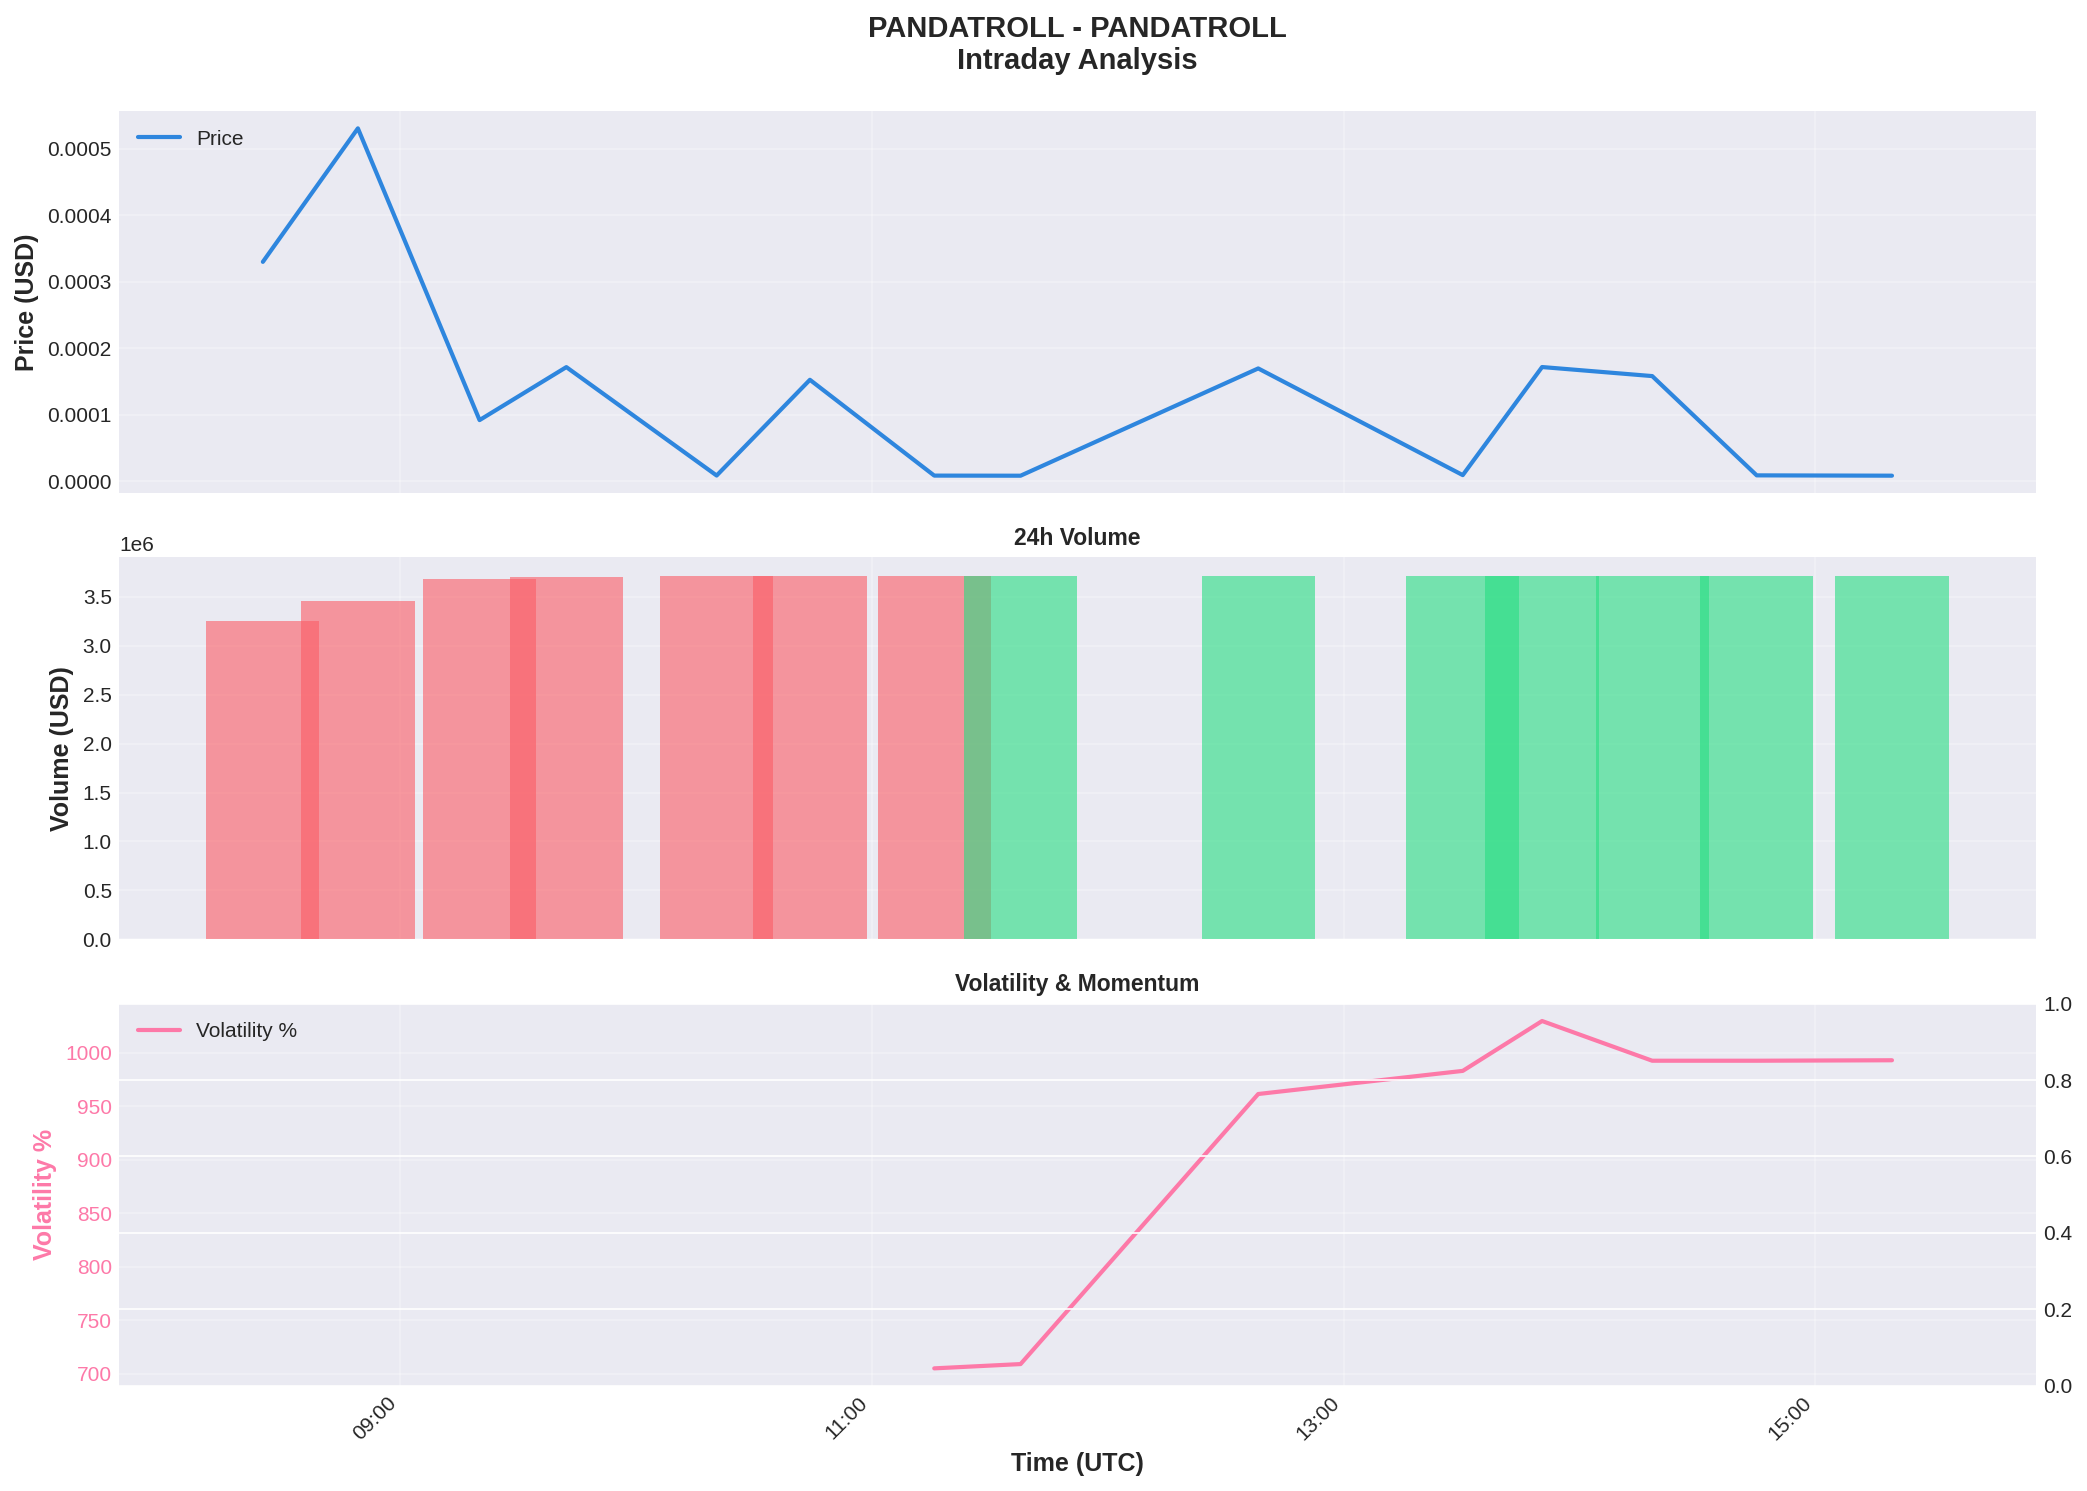 PANDATROLL - PANDATROLL
Intraday Analysis
Price
0.0005
0.0004
0.0003
0.0002
0.0001
0.0000
Price (USD)
24h Volume
1e6
3.5
3.0
2.5
2.0
1.5
1.0
0.5
0.0
Volume (USD)
Volatility & Momentum
Volatility %
1000
950
900
850
800
750
700
Volatility %
1.0
0.8
0.6
0.4
0.2
0.0
09:00
11:00
13:00
15:00
Time (UTC)